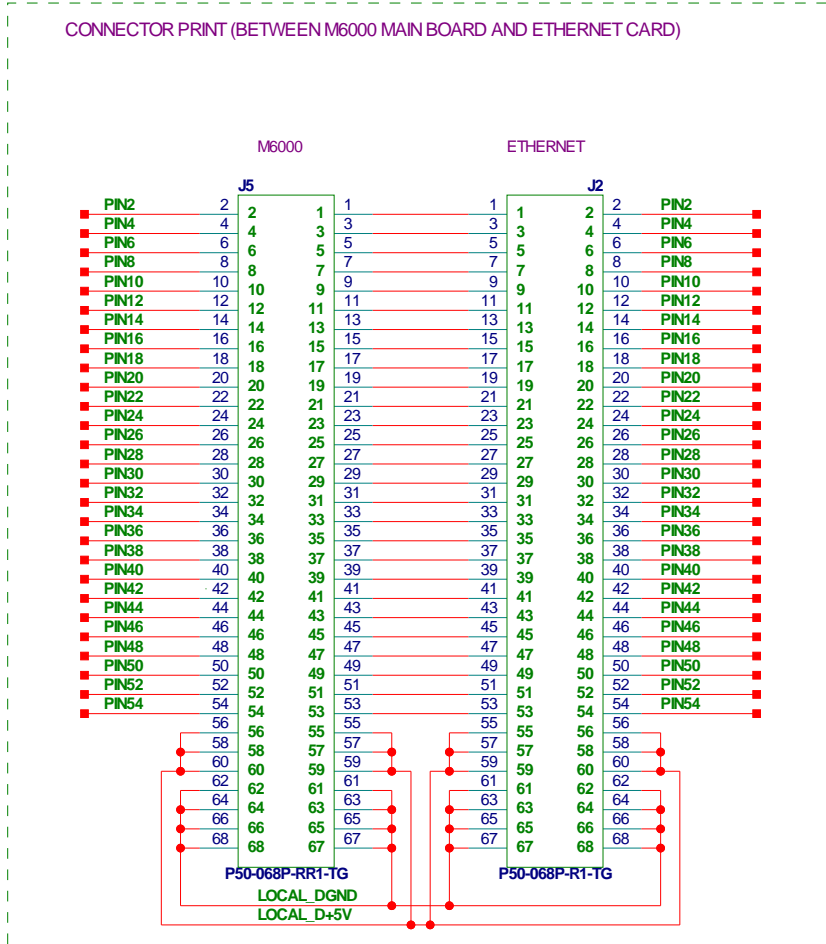 CONNECTOR PRINT (BETWEEN M6000 MAIN BOARD AND ETHERNET CARD)
M6000 ETHERNET
J5 J2
PIN2 2 2 1 1 1 1 2 2 PIN2
PIN4 4 4 3 3 3 3 4 4 PIN4
PIN6 6 6 5 5 5 5 6 6 PIN6
PIN8 8 8 7 7 7 7 8 8 PIN8
PIN10 10 10 9 9 9 9 10 10 PIN10
PIN12 12 12 11 11 11 11 12 12 PIN12
PIN14 14 14 13 13 13 13 14 14 PIN14
PIN16 16 16 15 15 15 15 16 16 PIN16
PIN18 18 18 17 17 17 17 18 18 PIN18
PIN20 20 20 19 19 19 19 20 20 PIN20
PIN22 22 22 21 21 21 21 22 22 PIN22
PIN24 24 24 23 23 23 23 24 24 PIN24
PIN26 26 26 25 25 25 25 26 26 PIN26
PIN28 28 28 27 27 27 27 28 28 PIN28
PIN30 30 30 29 29 29 29 30 30 PIN30
PIN32 32 32 31 31 31 31 32 32 PIN32
PIN34 34 34 33 33 33 33 34 34 PIN34
PIN36 36 36 35 35 35 35 36 36 PIN36
PIN38 38 38 37 37 37 37 38 38 PIN38
PIN40 40 40 39 39 39 39 40 40 PIN40
PIN42 42 42 41 41 41 41 42 42 PIN42
PIN44 44 44 43 43 43 43 44 44 PIN44
PIN46 46 46 45 45 45 45 46 46 PIN46
PIN48 48 48 47 47 47 47 48 48 PIN48
PIN50 50 50 49 49 49 49 50 50 PIN50
PIN52 52 52 51 51 51 51 52 52 PIN52
PIN54 54 54 53 53 53 53 54 54 PIN54
56 56 55 55 55 55 56 56
58 58 57 57 57 57 58 58
60 60 59 59 59 59 60 60
62 62 61 61 61 61 62 62
64 64 63 63 63 63 64 64
66 66 65 65 65 65 66 66
68 68 67 67 67 67 68 68
P50-068P-RR1-TG P50-068P-R1-TG
LOCAL_DGND
LOCAL_D+5V